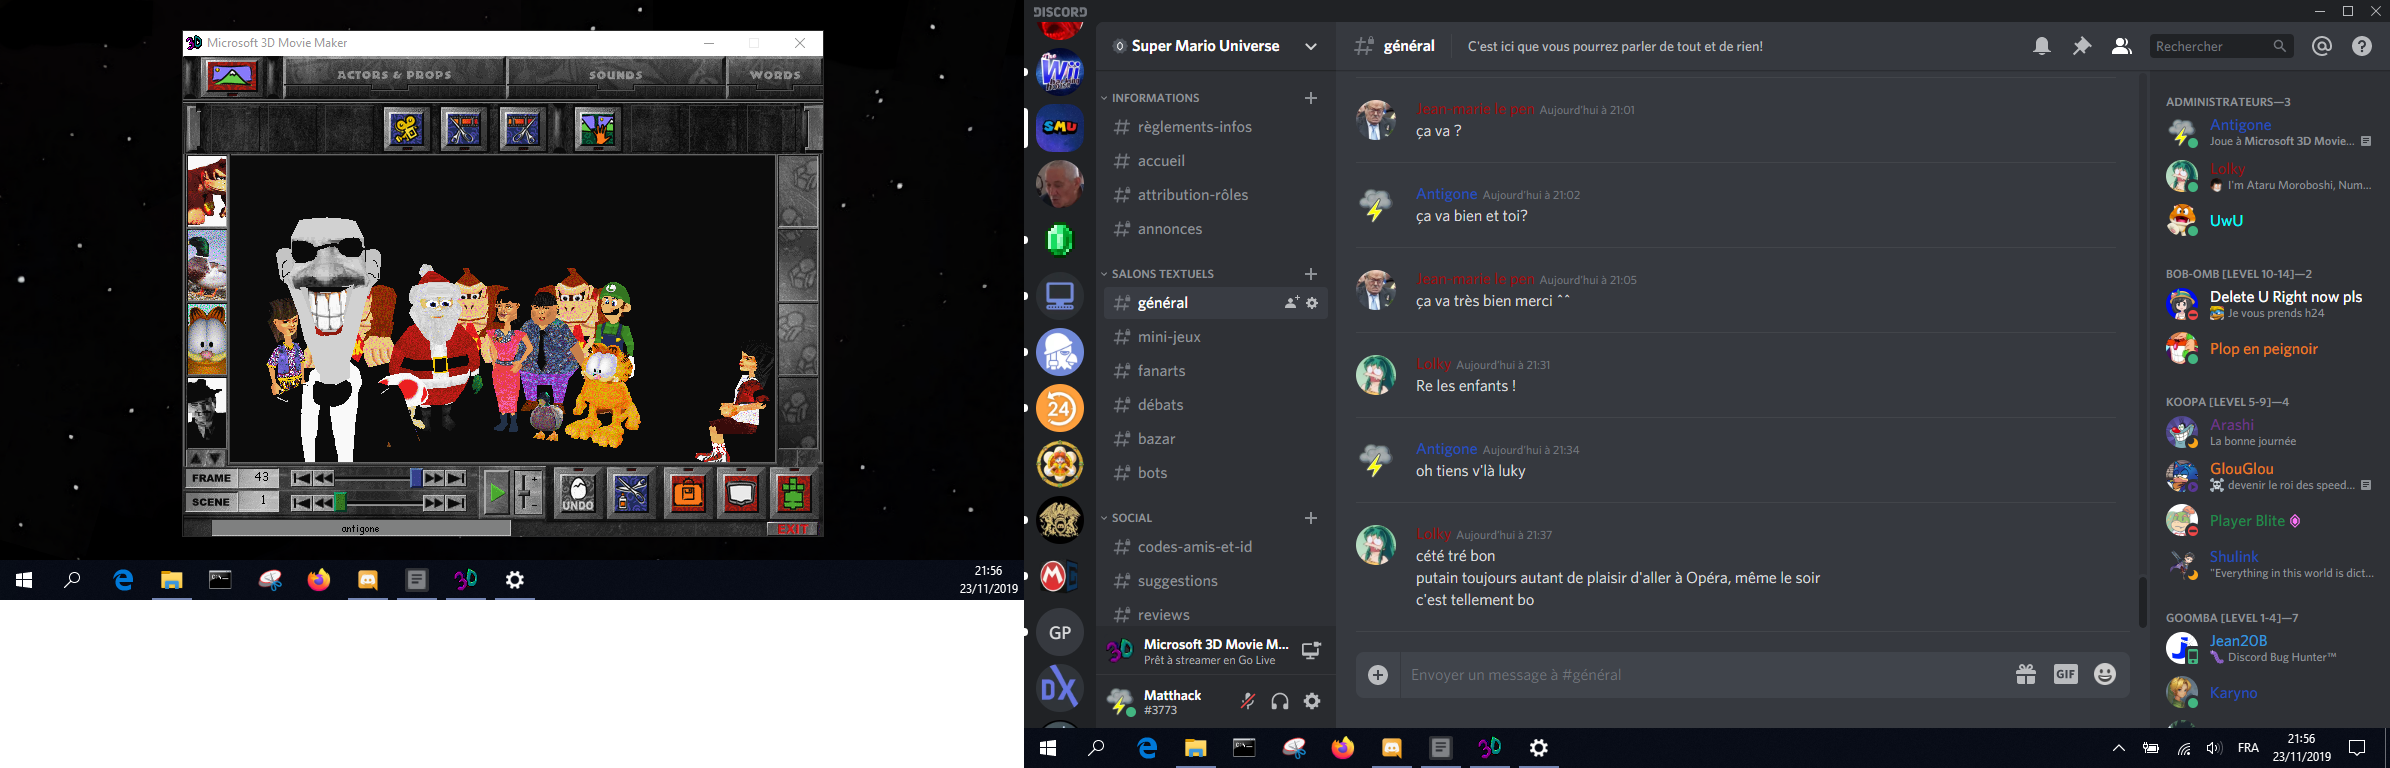 Microsoft 3D Movie Maker
ACTORS & PROPS
SOUNDS
WORDS
FRAME 43
SCENE 1
UNDO
antigone
EXIT
21:56
23/11/2019
DISCORD
Wii
SMU
24
GP
DX
Super Mario Universe
INFORMATIONS
règlements-infos
accueil
attribution-rôles
annonces
SALONS TEXTUELS
général
mini-jeux
fanarts
débats
bazar
bots
SOCIAL
codes-amis-et-id
suggestions
reviews
Microsoft 3D Movie M...
Prêt à streamer en Go Live
Matthack
#3773
général
C'est ici que vous pourrez parler de tout et de rien!
Rechercher
Jean-marie le pen Aujourd'hui à 21:01
ça va ?
Antigone Aujourd'hui à 21:02
ça va bien et toi?
Jean-marie le pen Aujourd'hui à 21:05
ça va très bien merci ^^
Lolky Aujourd'hui à 21:31
Re les enfants !
Antigone Aujourd'hui à 21:34
oh tiens v'là luky
Lolky Aujourd'hui à 21:37
cété tré bon
putain toujours autant de plaisir d'aller à Opéra, même le soir
c'est tellement bo
Envoyer un message à #général
GIF
ADMINISTRATEURS—3
Antigone
Joue à Microsoft 3D Movie...
Lolky
I'm Ataru Moroboshi, Num...
UwU
BOB-OMB [LEVEL 10-14]—2
Delete U Right now pls
Je vous prends h24
Plop en peignoir
KOOPA [LEVEL 5-9]—4
Arashi
La bonne journée
GlouGlou
devenir le roi des speed...
Player Blite
Shulink
"Everything in this world is dict...
GOOMBA [LEVEL 1-4]—7
Jean20B
Discord Bug Hunter™
Karyno
FRA
21:56
23/11/2019